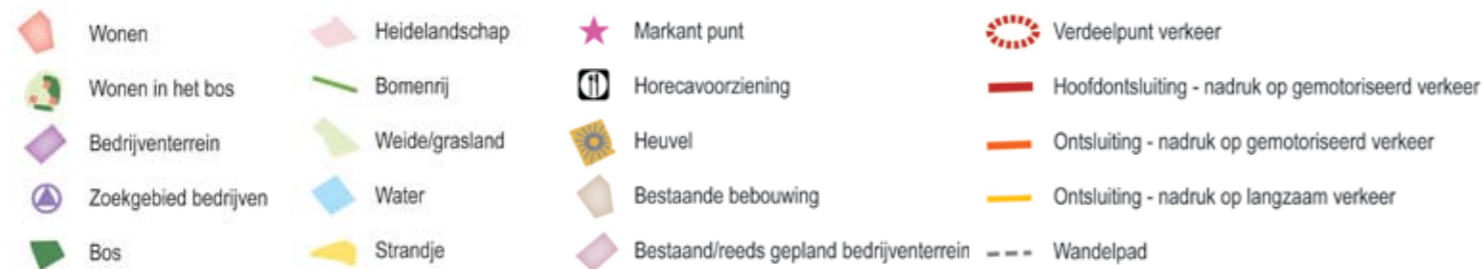 Wonen
Wonen in het bos
Bedrijventerrein
Zoekgebied bedrijven
Bos
Heidelandschap
Bomenrij
Weide/grasland
Water
Strandje
Markant punt
Horecavoorziening
Heuvel
Bestaande bebouwing
Bestaand/reeds gepland bedrijventerrein
Verdeelpunt verkeer
Hoofdontsluiting - nadruk op gemotoriseerd verkeer
Ontsluiting - nadruk op gemotoriseerd verkeer
Ontsluiting - nadruk op langzaam verkeer
Wandelpad